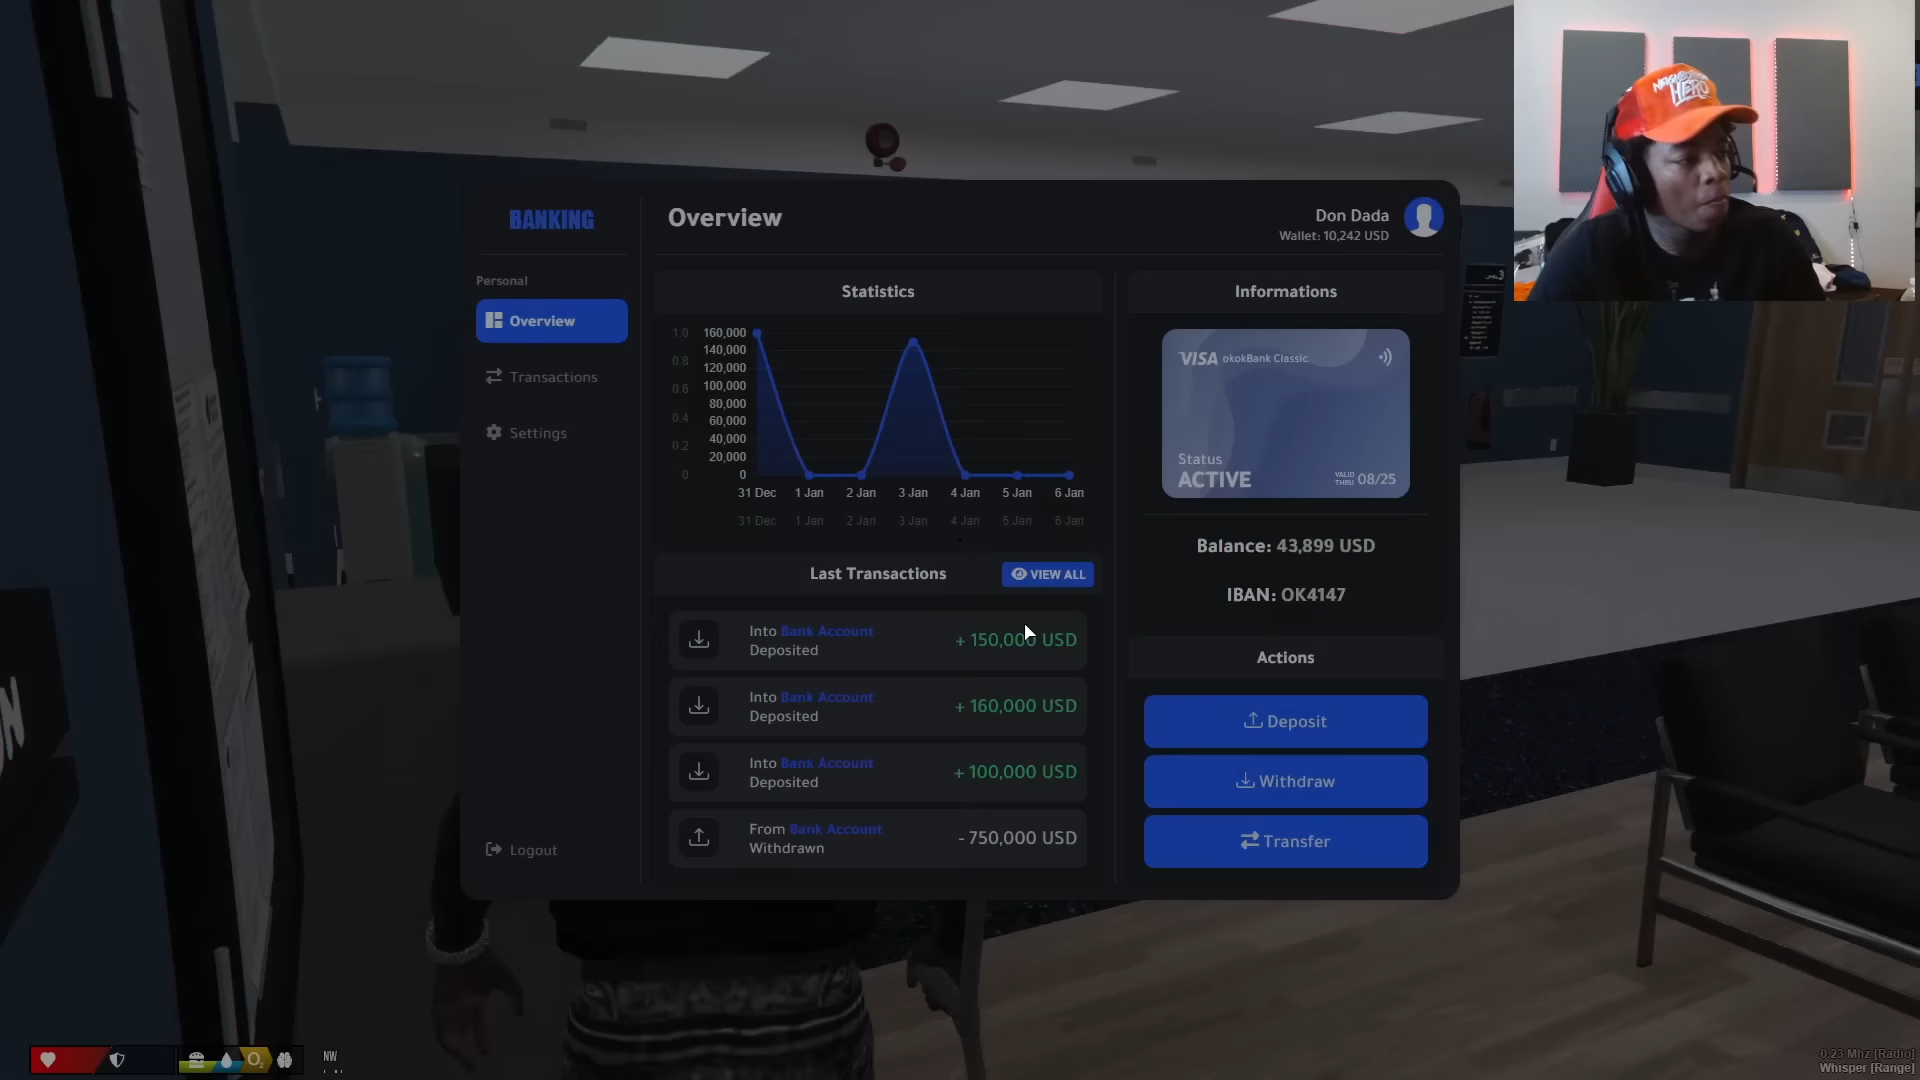 BANKING
Overview
Don Dada
Wallet: 10,242 USD
Personal
Overview
Transactions
Settings
Logout
Statistics
1.0
0.8
0.6
0.4
0.2
0
160,000
140,000
120,000
100,000
80,000
60,000
40,000
20,000
0
31 Dec 1 Jan 2 Jan 3 Jan 4 Jan 5 Jan 6 Jan
31 Dec 1 Jan 2 Jan 3 Jan 4 Jan 5 Jan 6 Jan
Last Transactions
VIEW ALL
Into Bank Account
Deposited
+ 150,000 USD
Into Bank Account
Deposited
+ 160,000 USD
Into Bank Account
Deposited
+ 100,000 USD
From Bank Account
Withdrawn
- 750,000 USD
Informations
VISA okokBank Classic
Status
ACTIVE
VALID
THRU 08/25
Balance: 43,899 USD
IBAN: OK4147
Actions
Deposit
Withdraw
Transfer
HERO
O2
NW
0.23 Mhz [Radio]
Whisper [Range]